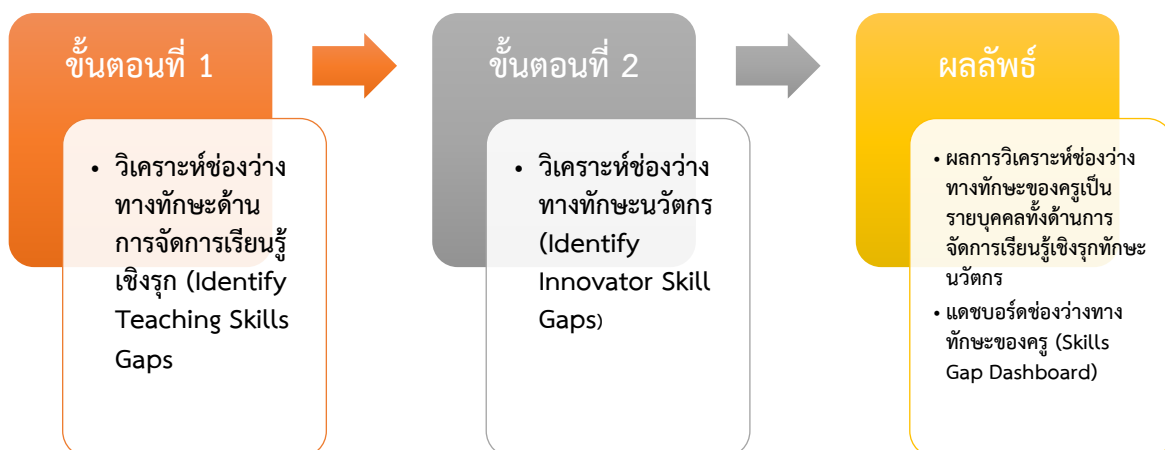 ขั้นตอนที่ 1
• วิเคราะห์ช่องว่าง
ทางทักษะด้าน
การจัดการเรียนรู้
เชิงรุก (Identify
Teaching Skills
Gaps
ขั้นตอนที่ 2
• วิเคราะห์ช่องว่าง
ทางทักษะนวัตกร
(Identify
Innovator Skill
Gaps)
ผลลัพธ์
• ผลการวิเคราะห์ช่องว่าง
ทางทักษะของครูเป็น
รายบุคคลทั้งด้านการ
จัดการเรียนรู้เชิงรุกทักษะ
นวัตกร
• แดชบอร์ดช่องว่างทาง
ทักษะของครู (Skills
Gap Dashboard)